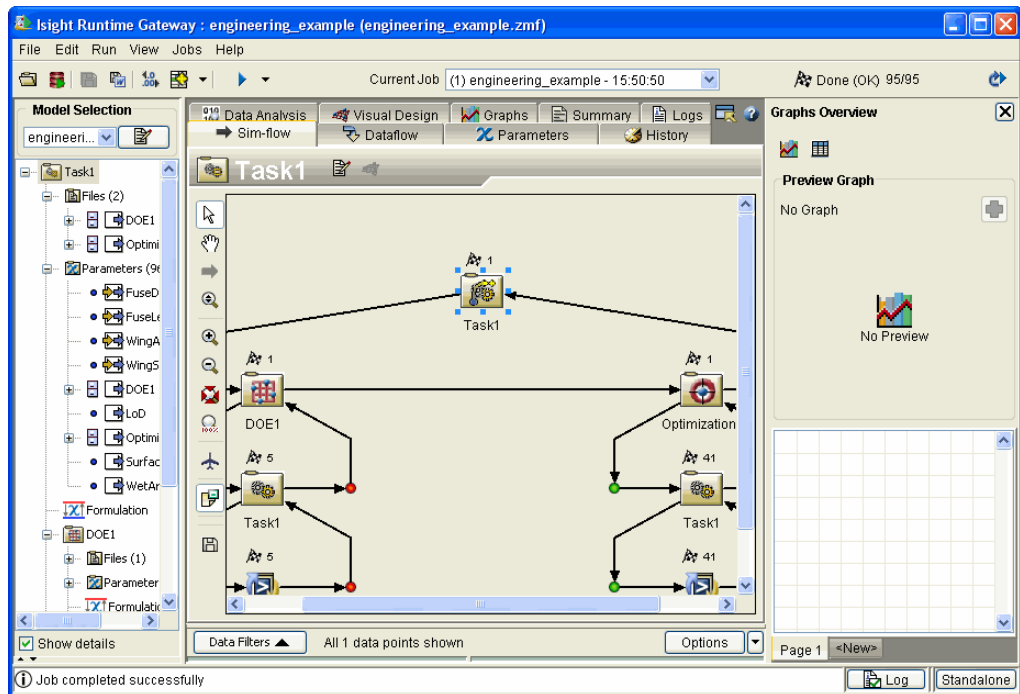 Isight Runtime Gateway : engineering_example (engineering_example.zmf)
File Edit Run View Jobs Help
Current Job (1) engineering_example - 15:50:50 Done (OK) 95/95
Model Selection
engineeri...
Task1
Files (2)
DOE1
Optimi
Parameters (96
FuseD
FuseLe
WingA
WingS
DOE1
LoD
Optimi
Surfac
WetAr
Formulation
DOE1
Files (1)
Parameter
Formulatic
Show details
Data Analysis Visual Design Graphs Summary Logs
Sim-flow Dataflow Parameters History
Task1
1
Task1
1
DOE1
1
Optimization
5
Task1
41
Task1
5
41
100%
Data Filters All 1 data points shown Options
Graphs Overview
Preview Graph
No Graph
No Preview
Page 1 <New>
Job completed successfully Log Standalone